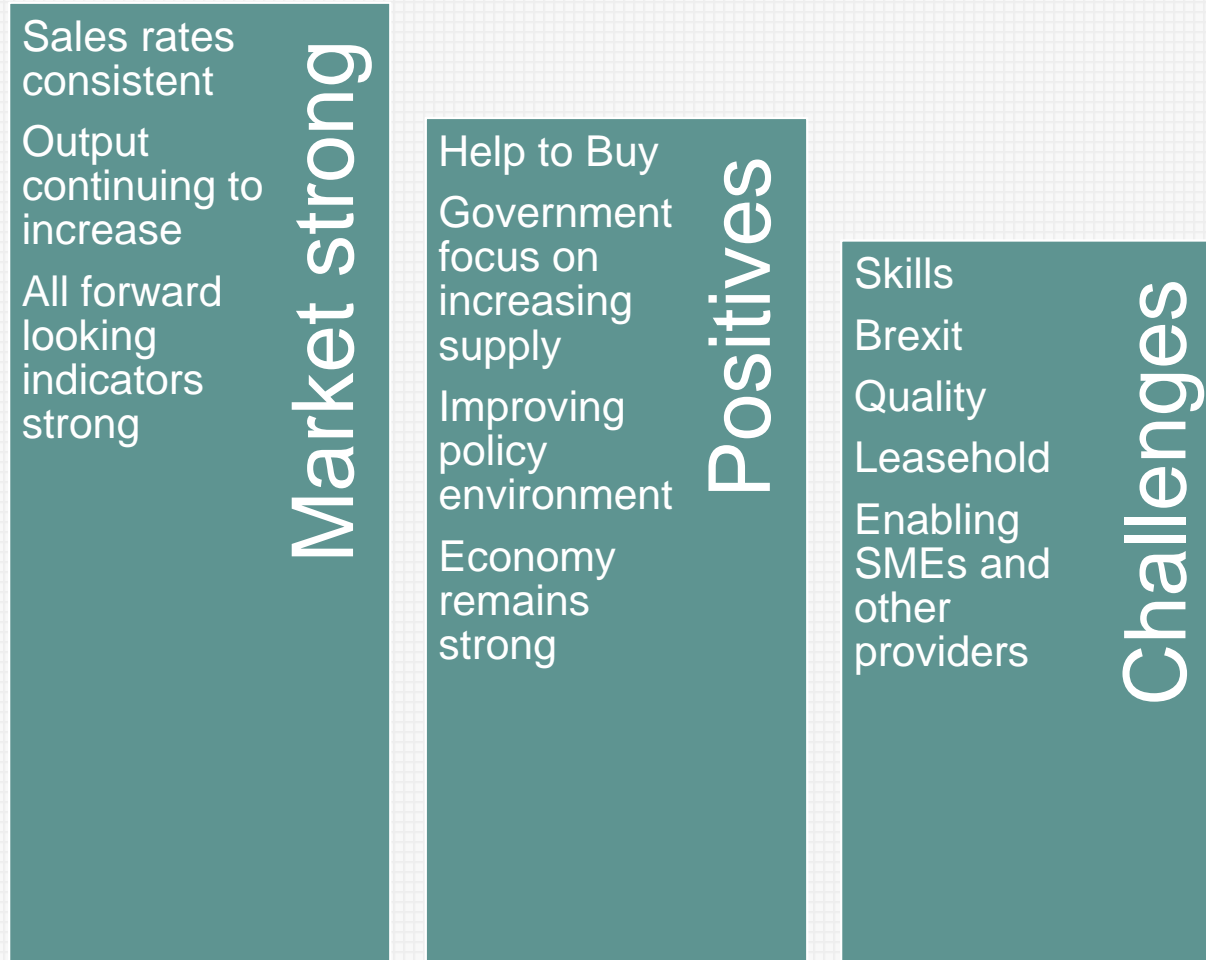 Sales rates
consistent
Output
continuing to
increase
All forward
looking
indicators
strong
Market strong
Help to Buy
Government
focus on
increasing
supply
Improving
policy
environment
Economy
remains
strong
Positives
Skills
Brexit
Quality
Leasehold
Enabling
SMEs and
other
providers
Challenges